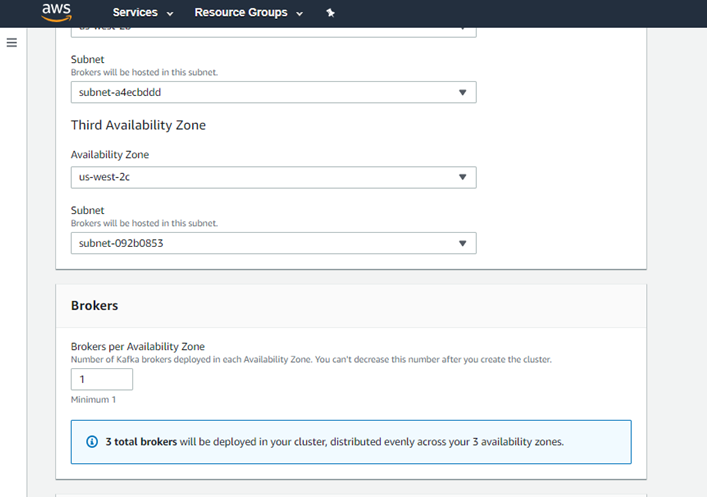 aws
Services
Resource Groups
us-west-2b
Subnet
Brokers will be hosted in this subnet.
subnet-a4ecbddd
Third Availability Zone
Availability Zone
us-west-2c
Subnet
Brokers will be hosted in this subnet.
subnet-092b0853
Brokers
Brokers per Availability Zone
Number of Kafka brokers deployed in each Availability Zone. You can't decrease this number after you create the cluster.
1
Minimum 1
3 total brokers will be deployed in your cluster, distributed evenly across your 3 availability zones.